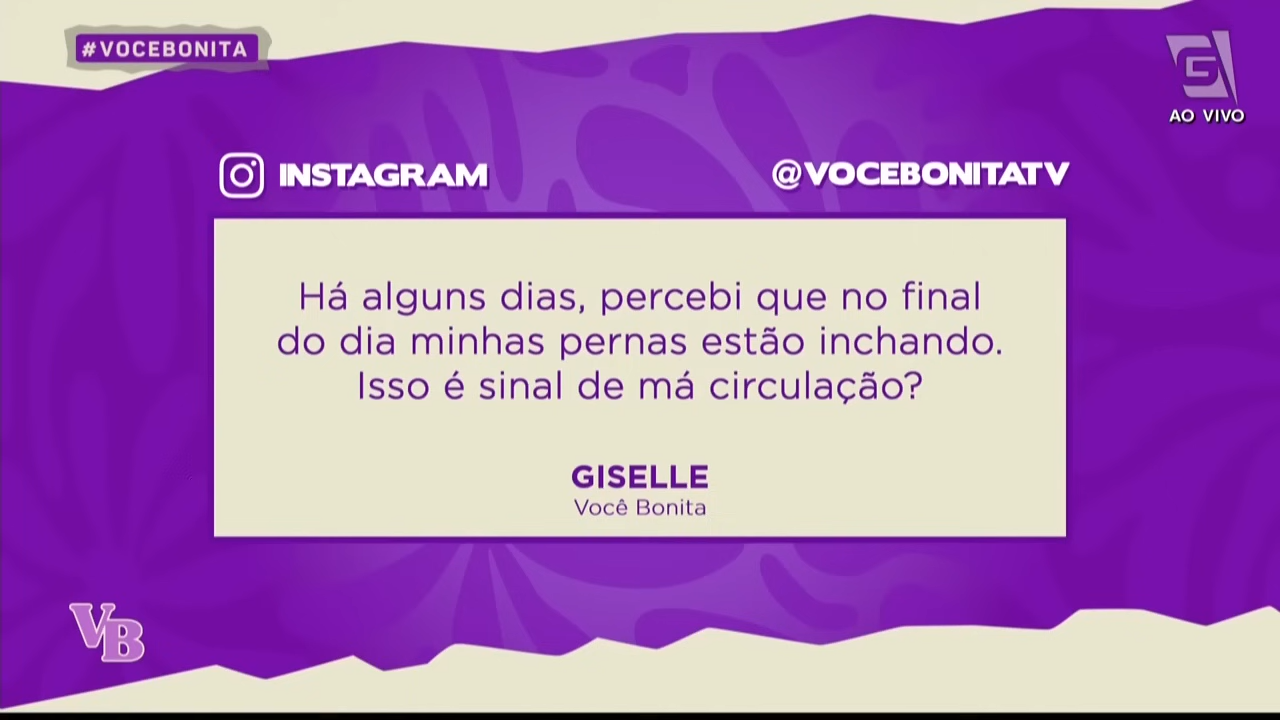 #VOCEBONITA
G
AO VIVO
INSTAGRAM
@VOCEBONITATV
Há alguns dias, percebi que no final
do dia minhas pernas estão inchando.
Isso é sinal de má circulação?
GISELLE
Você Bonita
VB